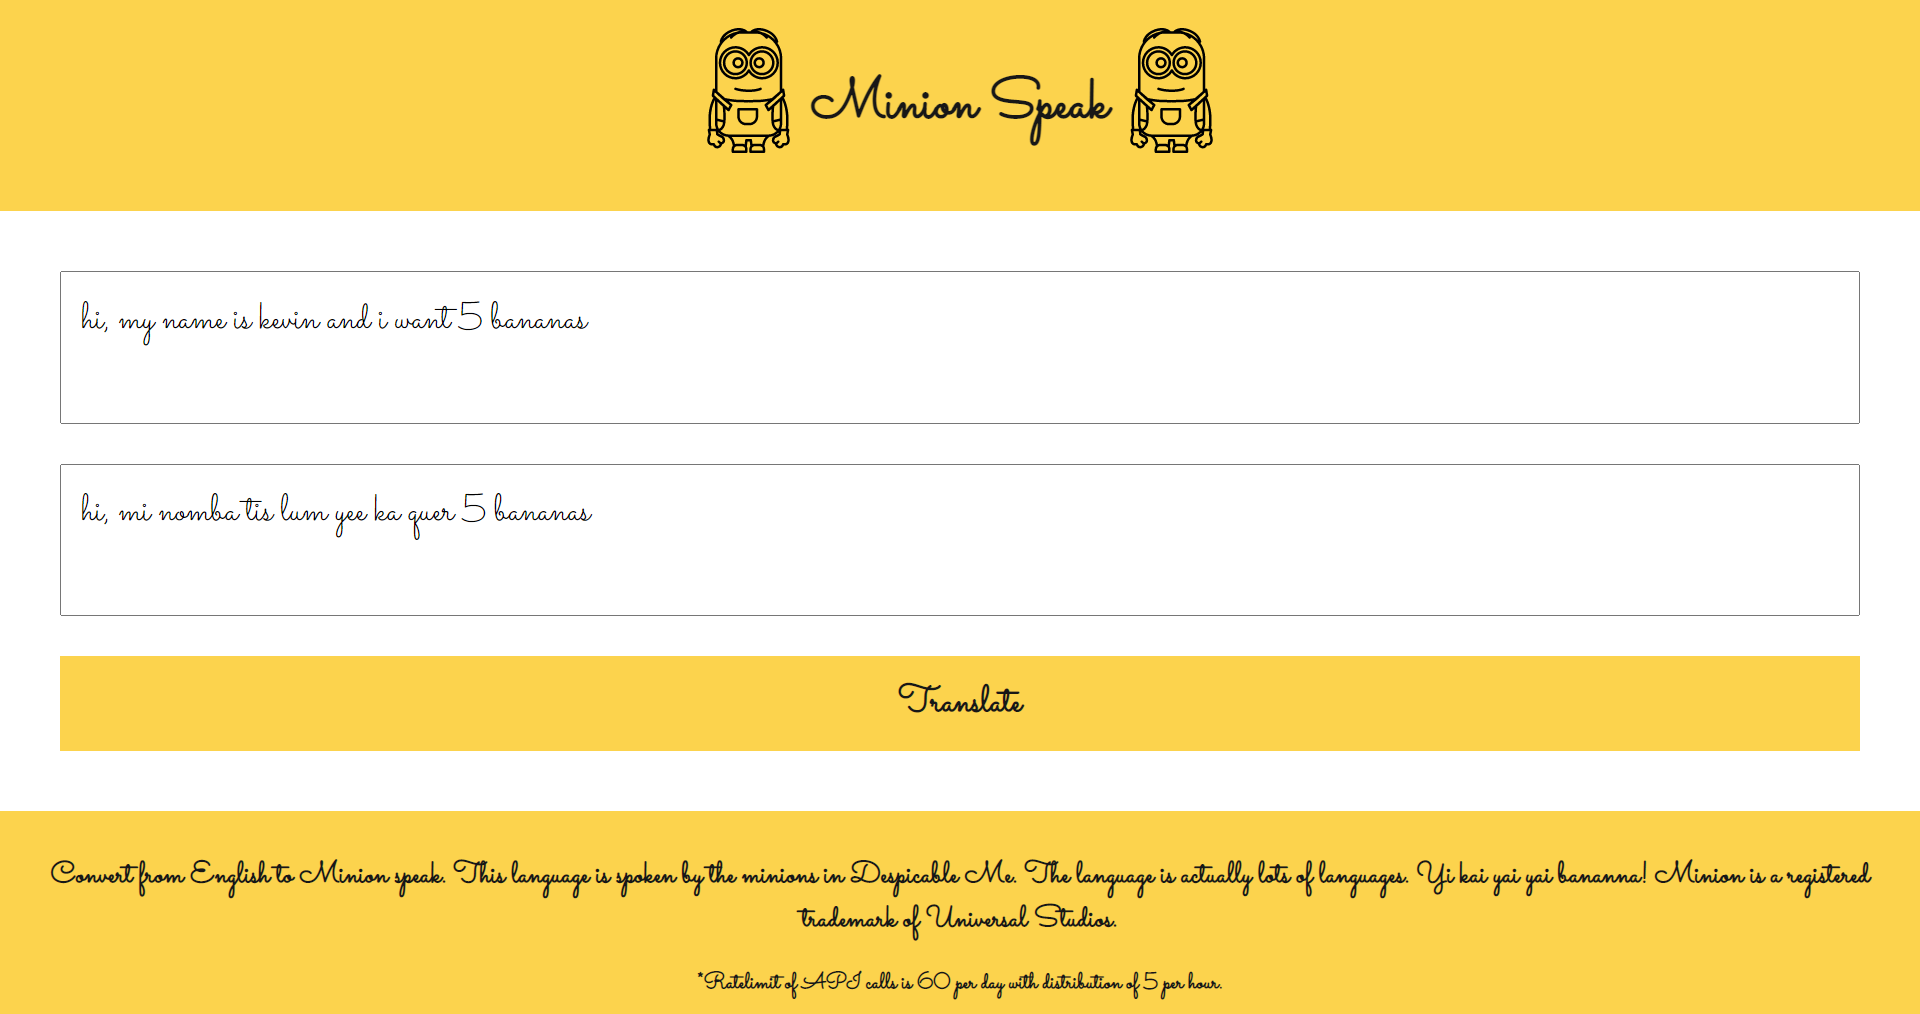 Minion Speak
hi, my name is kevin and i want 5 bananas
hi, mi nomba tis lum yee ka quer 5 bananas
Translate
Convert from English to Minion speak. This language is spoken by the minions in Despicable Me. The language is actually lots of languages. Yi kai yai yai bananna! Minion is a registered
trademark of Universal Studios.
*Ratelimit of API calls is 60 per day with distribution of 5 per hour.